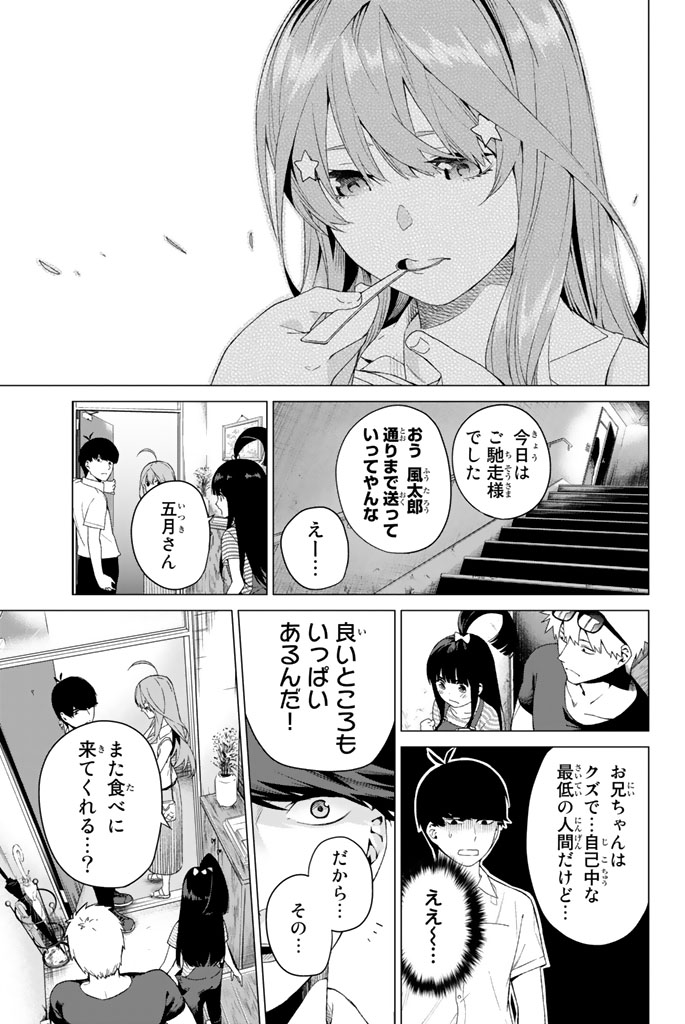 今日は
ご馳走様
でした
おう 風太郎
通りまで送って
いってやんな
えー…
五月さん
お兄ちゃんは
クズで…自己中な
最低の人間だけど…
ええ〜…
良いところも
いっぱい
あるんだ！
だから…
その…
また食べに
来てくれる…？